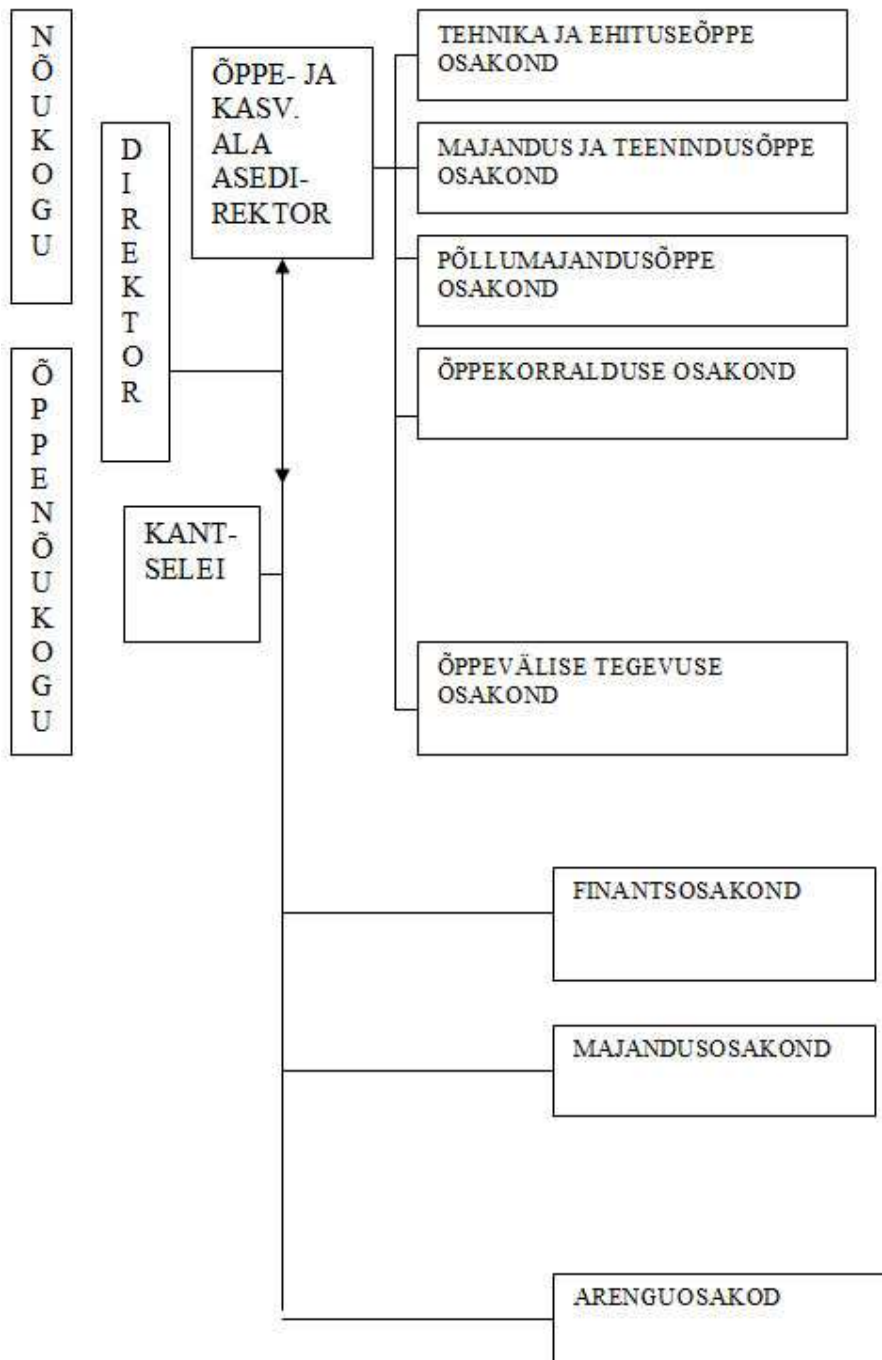 NÕUKOGU
ÕPPENÕUKOGU
DIREKTOR
ÕPPE- JA
KASV.
ALA
ASEDI-
REKTOR
KANT-
SELEI
TEHNIKA JA EHITUSEÕPPE
OSAKOND
MAJANDUS JA TEENINDUSÕPPE
OSAKOND
PÕLLUMAJANDUSÕPPE
OSAKOND
ÕPPEKORRALDUSE OSAKOND
ÕPPEVÄLISE TEGEVUSE
OSAKOND
FINANTSOSAKOND
MAJANDUSOSAKOND
ARENGUOSAKOD